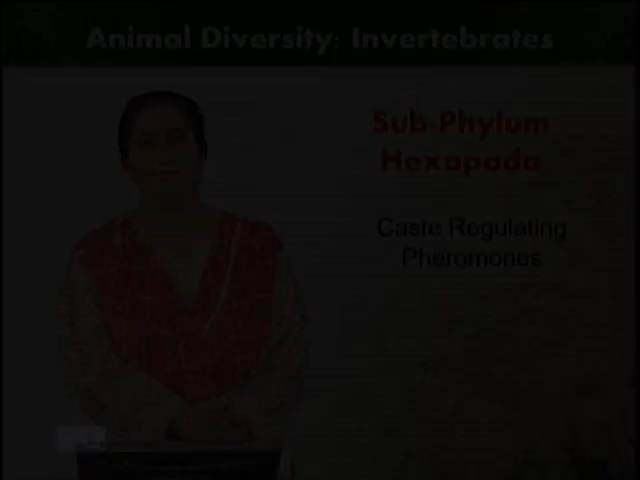 Animal Diversity: Invertebrates
Sub-Phylum
Hexapoda
Caste Regulating
Pheromones